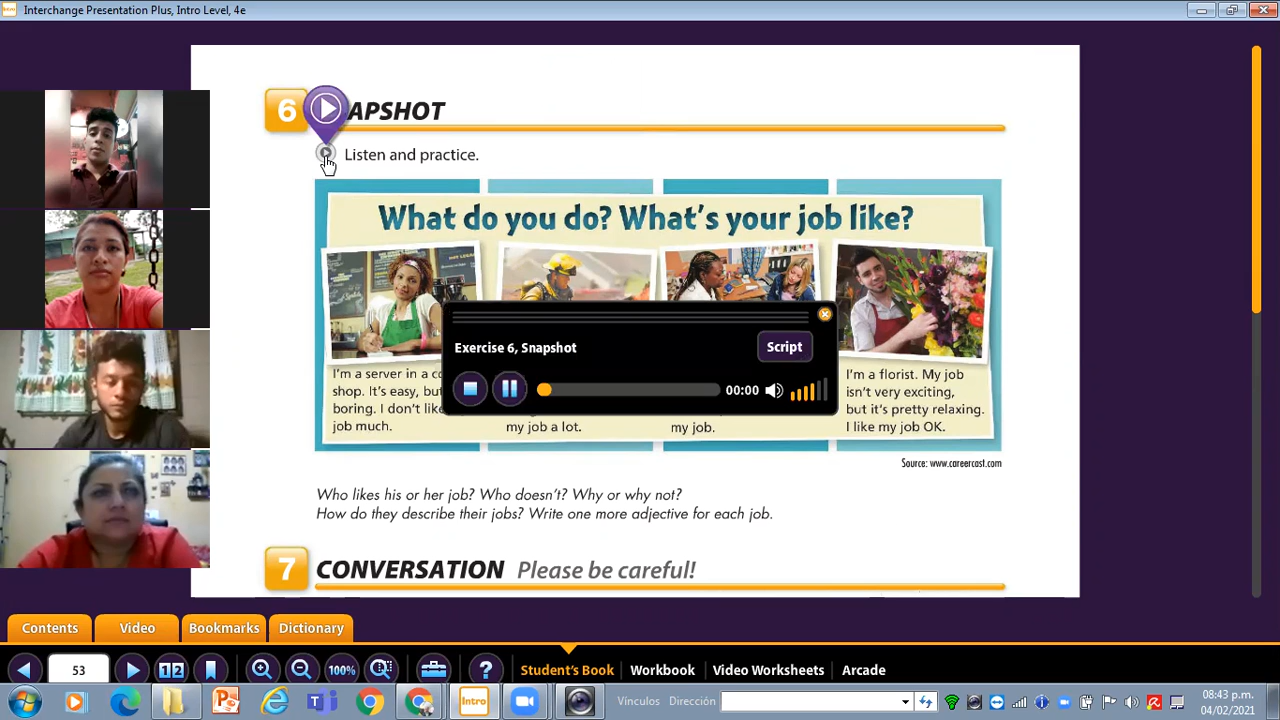 Interchange Presentation Plus, Intro Level, 4e
6 APSHOT
Listen and practice.
What do you do? What's your job like?
I'm a server in a co
shop. It's easy, but
boring. I don't like
job much.
my job a lot.
my job.
I'm a florist. My job
isn't very exciting,
but it's pretty relaxing.
I like my job OK.
Exercise 6, Snapshot
Script
00:00
Source: www.careercast.com
Who likes his or her job? Who doesn't? Why or why not?
How do they describe their jobs? Write one more adjective for each job.
7 CONVERSATION Please be careful!
Contents Video Bookmarks Dictionary
53 1 2 100% Student's Book Workbook Video Worksheets Arcade
Intro Vínculos Dirección
08:43 p.m.
04/02/2021